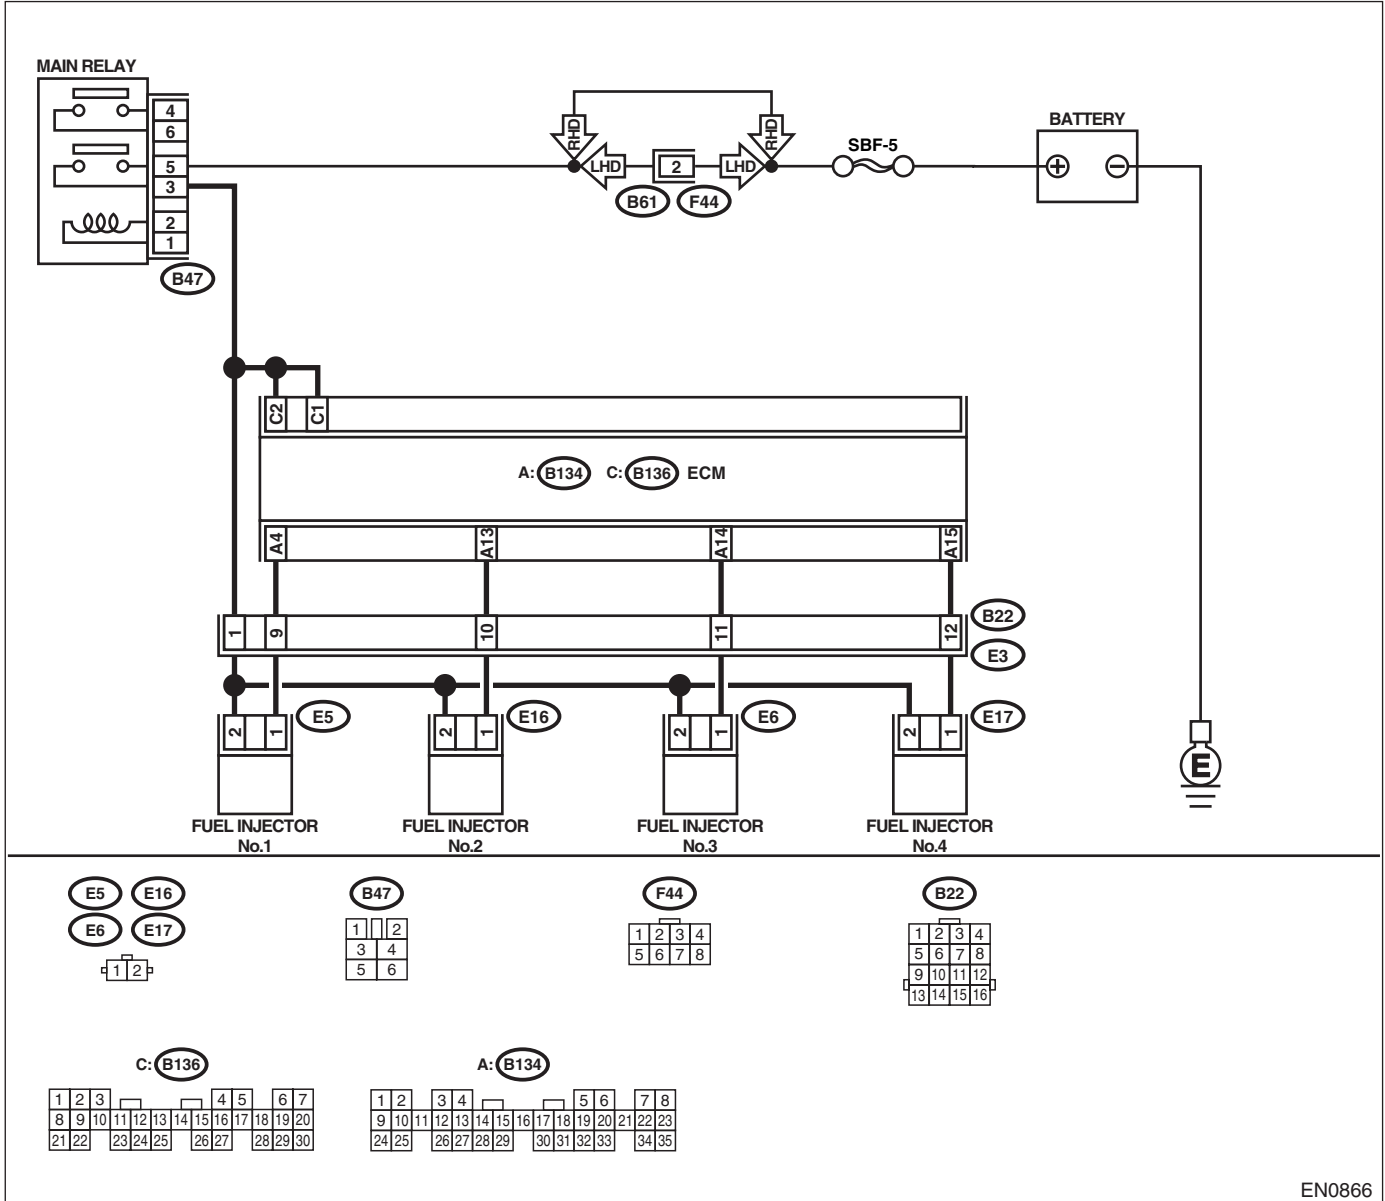 MAIN RELAY
4
6
5
3
2
1
B47
RHD
RHD
LHD
2
LHD
B61
F44
SBF-5
BATTERY
+
−
C2
C1
A: B134 C: B136 ECM
A4
A13
A14
A15
1
9
10
11
12
B22
E3
2
1
E5
2
1
E16
2
1
E6
2
1
E17
E
FUEL INJECTOR
No.1
FUEL INJECTOR
No.2
FUEL INJECTOR
No.3
FUEL INJECTOR
No.4
E5 E16
E6 E17
1 2
B47
1 2
3 4
5 6
F44
1 2 3 4
5 6 7 8
B22
1 2 3 4
5 6 7 8
9 10 11 12
13 14 15 16
C: B136
1 2 3 4 5 6 7
8 9 10 11 12 13 14 15 16 17 18 19 20
21 22 23 24 25 26 27 28 29 30
A: B134
1 2 3 4 5 6 7 8
9 10 11 12 13 14 15 16 17 18 19 20 21 22 23
24 25 26 27 28 29 30 31 32 33 34 35
EN0866